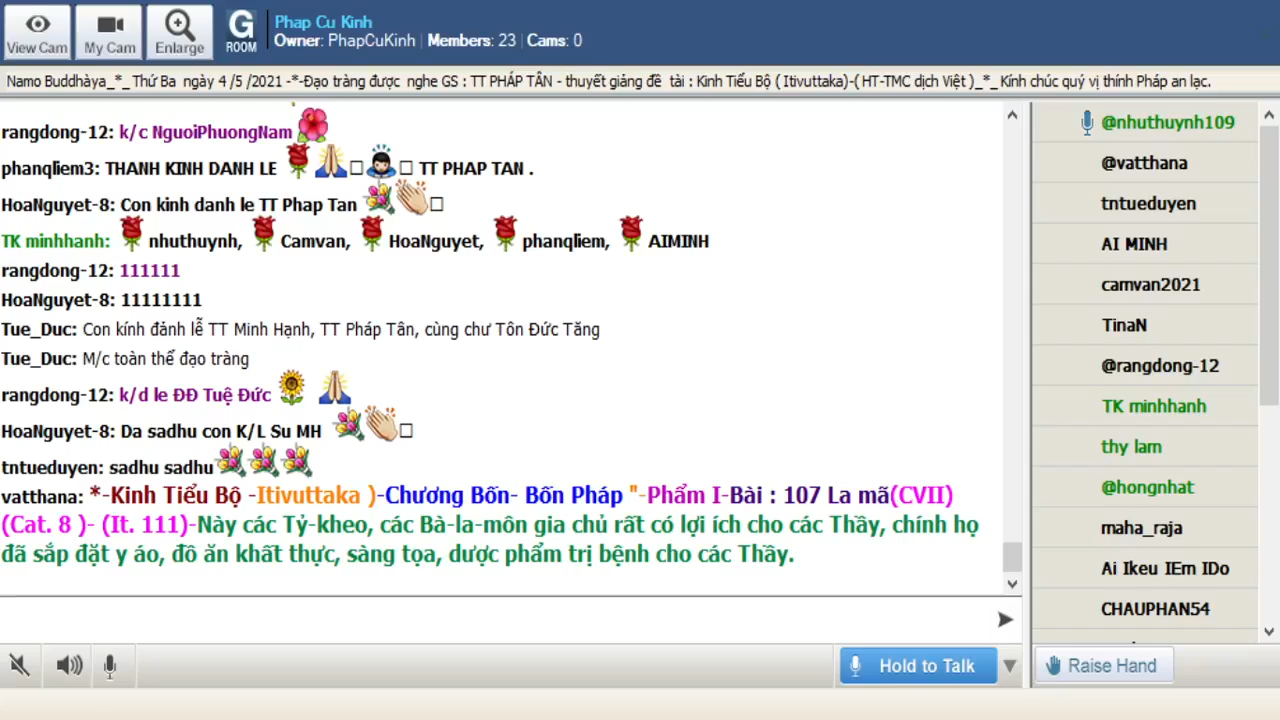 View Cam
My Cam
Enlarge
G
ROOM
Phap Cu Kinh
Owner: PhapCuKinh | Members: 23 | Cams: 0
Namo Buddhàya_*_Thứ Ba ngày 4 /5 /2021 -*-Đạo tràng được nghe GS : TT PHÁP TÂN - thuyết giảng đề tài : Kinh Tiểu Bộ ( Itivuttaka)-( HT-TMC dịch Việt )_*_Kính chúc quý vị thính Pháp an lạc.
rangdong-12: k/c NguoiPhuongNam
phanqliem3: THANH KINH DANH LE TT PHAP TAN .
HoaNguyet-8: Con kinh danh le TT Phap Tan
TK minhhanh: nhuthuynh, Camvan, HoaNguyet, phanqliem, AIMINH
rangdong-12: 111111
HoaNguyet-8: 11111111
Tue_Duc: Con kính đảnh lễ TT Minh Hạnh, TT Pháp Tân, cùng chư Tôn Đức Tăng
Tue_Duc: M/c toàn thể đạo tràng
rangdong-12: k/d le ĐĐ Tuệ Đức
HoaNguyet-8: Da sadhu con K/L Su MH
tntueduyen: sadhu sadhu
vatthana: *-Kinh Tiểu Bộ -Itivuttaka )-Chương Bốn- Bốn Pháp "-Phẩm I-Bài : 107 La mã(CVII)
(Cat. 8 )- (It. 111)-Này các Tỷ-kheo, các Bà-la-môn gia chủ rất có lợi ích cho các Thầy, chính họ
đã sắp đặt y áo, đồ ăn khất thực, sàng tọa, dược phẩm trị bệnh cho các Thầy.
@nhuthuynh109
@vatthana
tntueduyen
AI MINH
camvan2021
TinaN
@rangdong-12
TK minhhanh
thy lam
@hongnhat
maha_raja
Ai Ikeu IEm IDo
CHAUPHAN54
Hold to Talk
Raise Hand